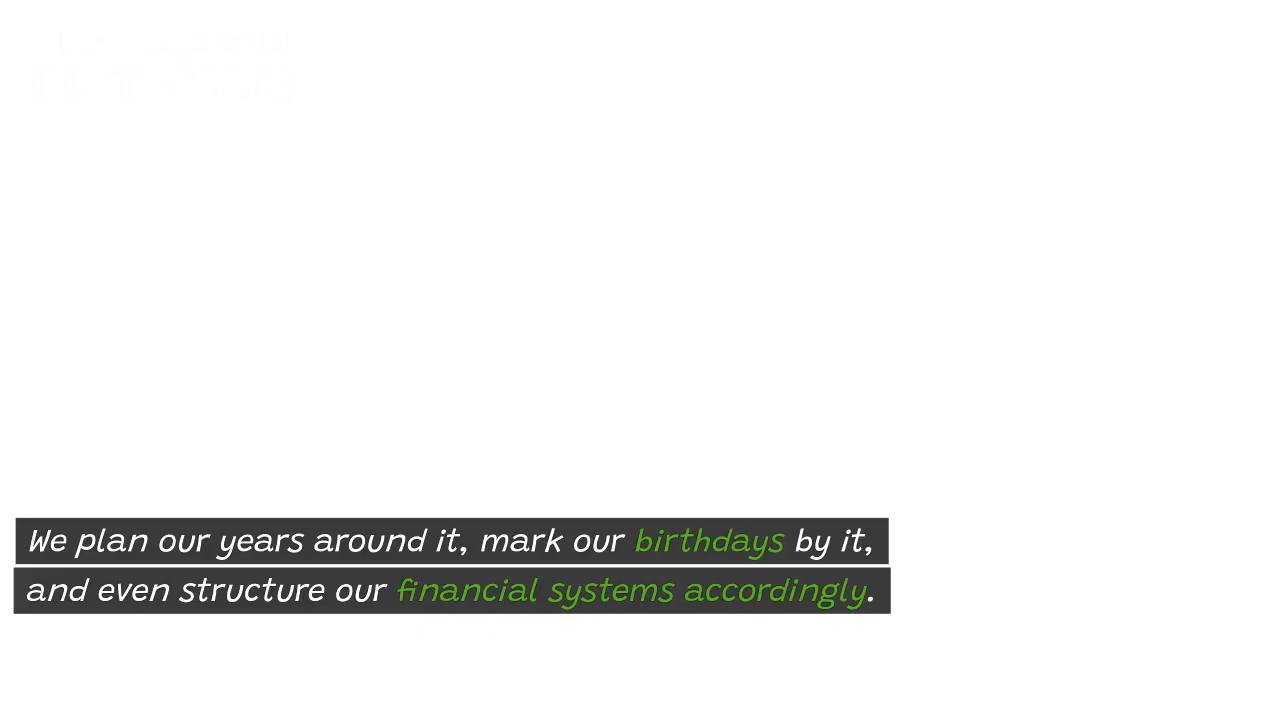 We plan our years around it, mark our birthdays by it,
and even structure our financial systems accordingly.